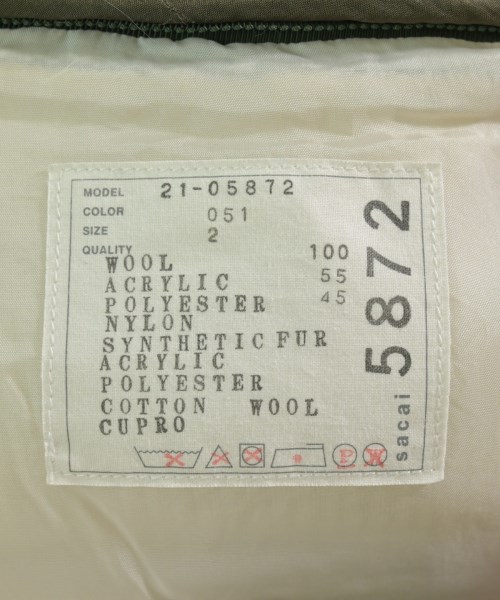 MODEL 21-05872
COLOR 051
SIZE 2
QUALITY
WOOL 100
ACRYLIC 55
POLYESTER 45
NYLON
SYNTHETIC FUR
ACRYLIC
POLYESTER
COTTON WOOL
CUPRO
P W
sacai 5872